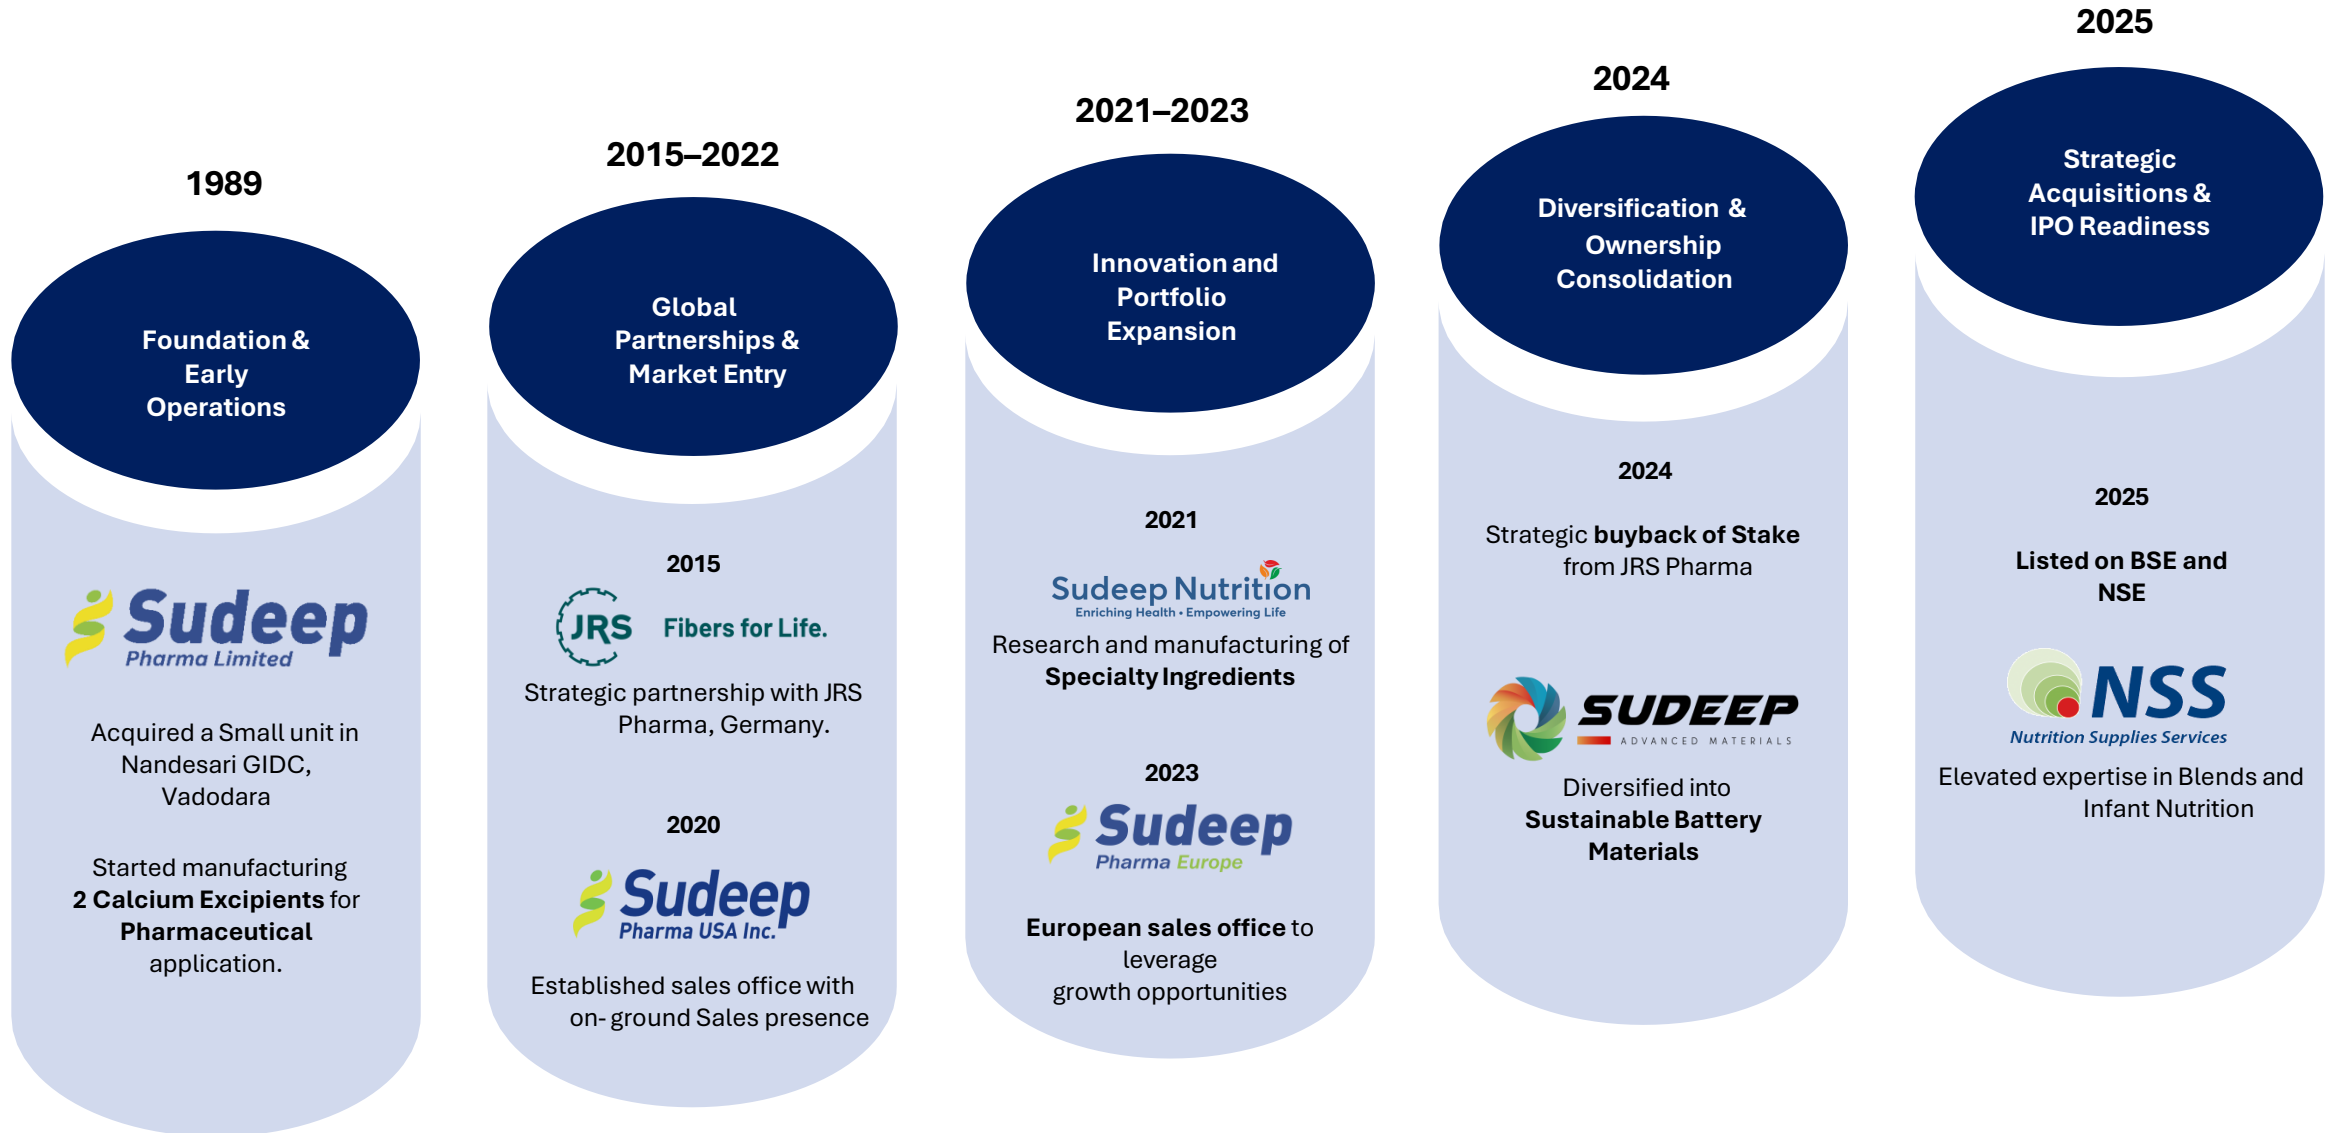 1989
Foundation &
Early
Operations
Sudeep
Pharma Limited
Acquired a Small unit in
Nandesari GIDC,
Vadodara
Started manufacturing
2 Calcium Excipients for
Pharmaceutical
application.
2015–2022
Global
Partnerships &
Market Entry
2015
JRS Fibers for Life.
Strategic partnership with JRS
Pharma, Germany.
2020
Sudeep
Pharma USA Inc.
Established sales office with
on- ground Sales presence
2021–2023
Innovation and
Portfolio
Expansion
2021
Sudeep Nutrition
Enriching Health • Empowering Life
Research and manufacturing of
Specialty Ingredients
2023
Sudeep
Pharma Europe
European sales office to
leverage
growth opportunities
2024
Diversification &
Ownership
Consolidation
2024
Strategic buyback of Stake
from JRS Pharma
SUDEEP
ADVANCED MATERIALS
Diversified into
Sustainable Battery
Materials
2025
Strategic
Acquisitions &
IPO Readiness
2025
Listed on BSE and
NSE
NSS
Nutrition Supplies Services
Elevated expertise in Blends and
Infant Nutrition